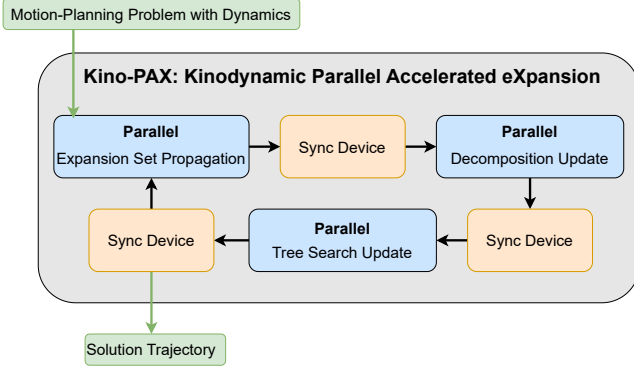 Motion-Planning Problem with Dynamics
Kino-PAX: Kinodynamic Parallel Accelerated eXpansion
Parallel
Expansion Set Propagation
Sync Device
Parallel
Decomposition Update
Sync Device
Parallel
Tree Search Update
Sync Device
Solution Trajectory